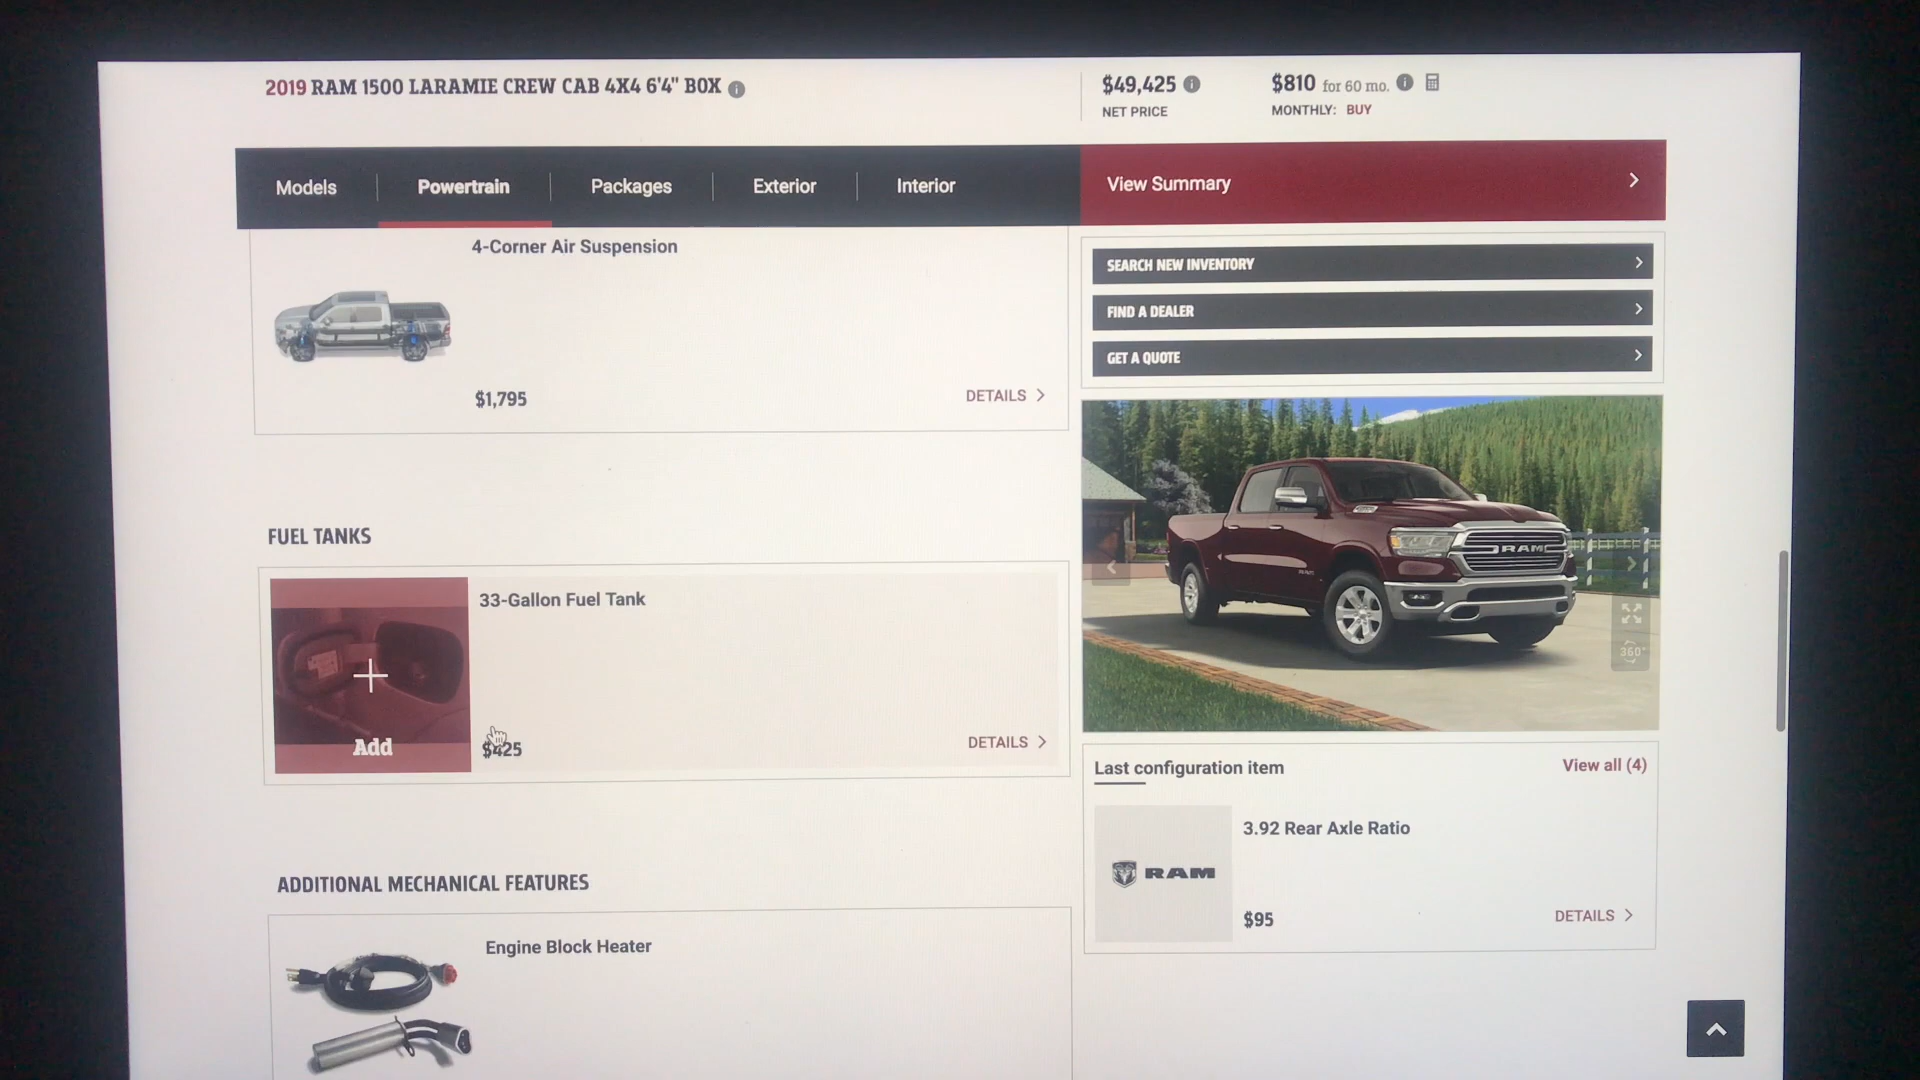 2019 RAM 1500 LARAMIE CREW CAB 4X4 6'4" BOX
$49,425
NET PRICE
$810 for 60 mo.
MONTHLY: BUY
Models
Powertrain
Packages
Exterior
Interior
View Summary
4-Corner Air Suspension
$1,795
DETAILS
SEARCH NEW INVENTORY
FIND A DEALER
GET A QUOTE
RAM
360°
FUEL TANKS
33-Gallon Fuel Tank
Add
$425
DETAILS
Last configuration item
View all (4)
RAM
3.92 Rear Axle Ratio
$95
DETAILS
ADDITIONAL MECHANICAL FEATURES
Engine Block Heater